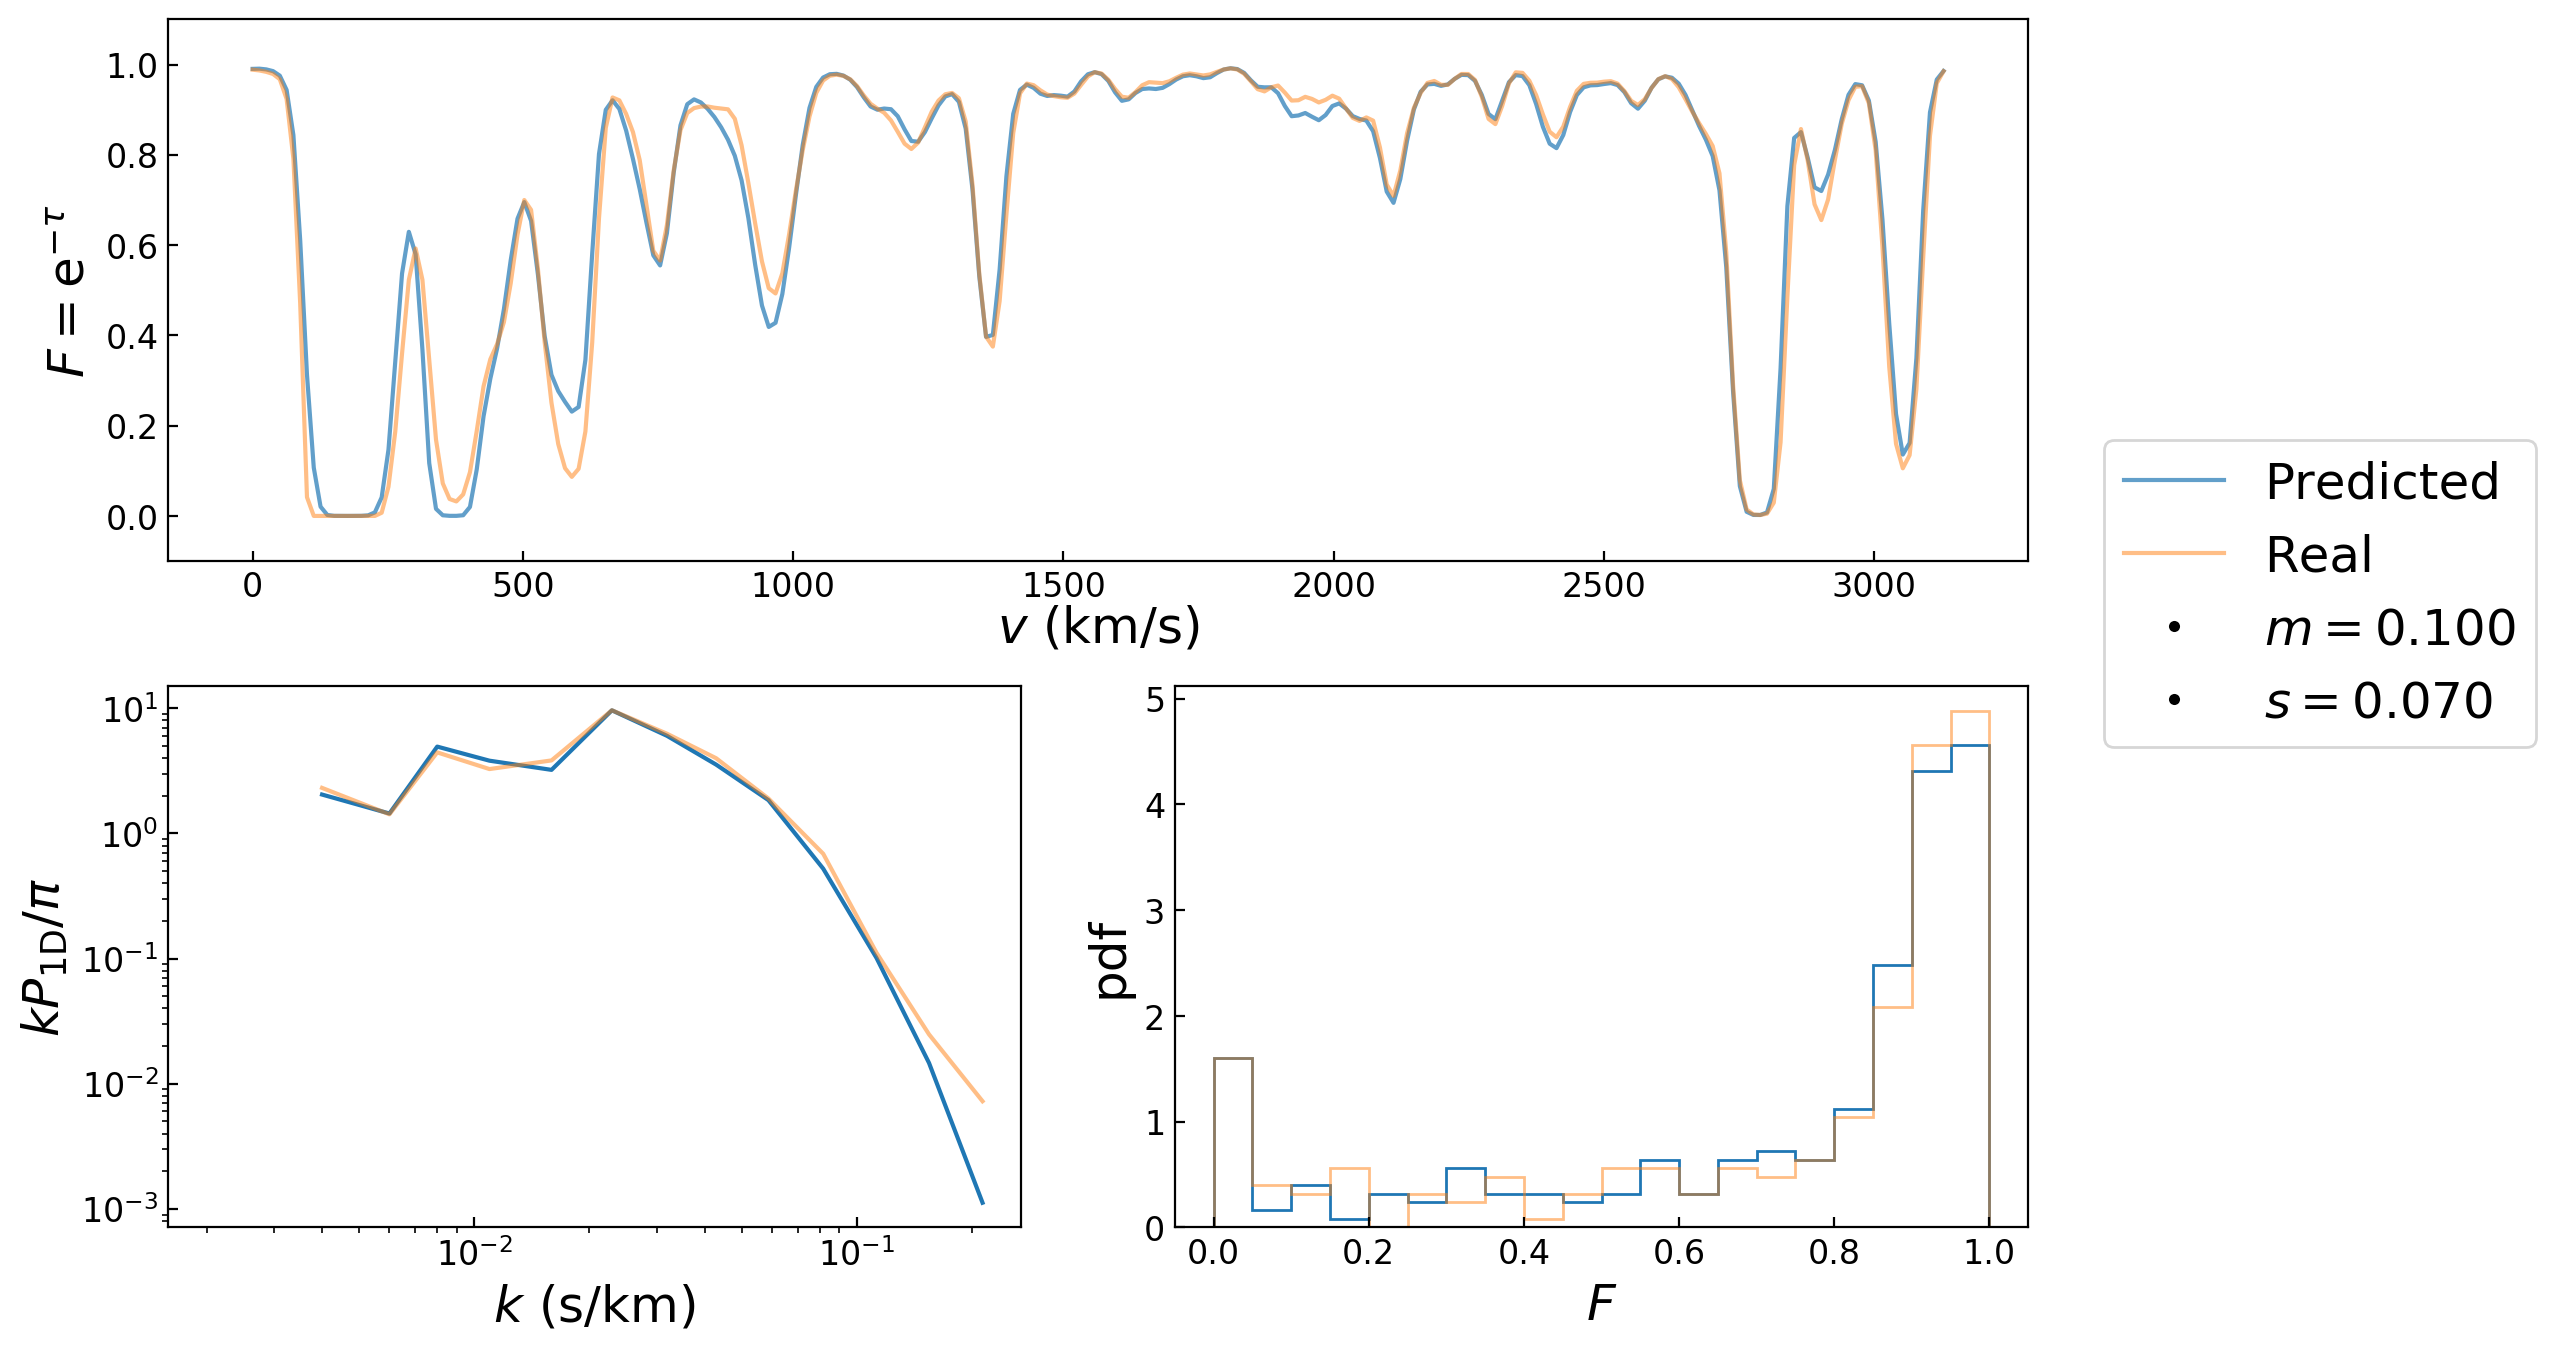 1.0
0.8
0.6
0.4
0.2
0.0
F = e^{-τ}
0 500 1000 1500 2000 2500 3000
v (km/s)
Predicted
Real
m = 0.100
s = 0.070
10^1
10^0
10^{-1}
10^{-2}
10^{-3}
kP_{1D}/π
10^{-2} 10^{-1}
k (s/km)
5
4
3
2
1
0
pdf
0.0 0.2 0.4 0.6 0.8 1.0
F